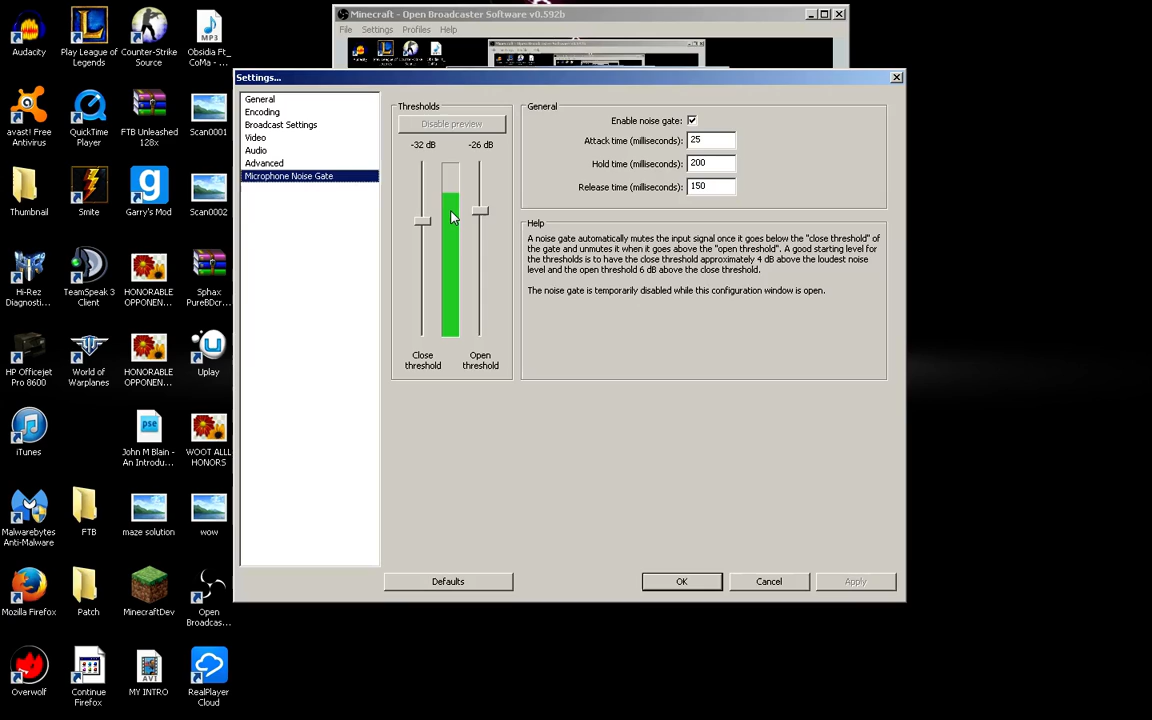 Minecraft - Open Broadcaster Software v0.592b
File Settings Profiles Help
Settings...
General
Encoding
Broadcast Settings
Video
Audio
Advanced
Microphone Noise Gate
Thresholds
Disable preview
-32 dB -26 dB
Close threshold
Open threshold
General
Enable noise gate:
Attack time (milliseconds): 25
Hold time (milliseconds): 200
Release time (milliseconds): 150
Help
A noise gate automatically mutes the input signal once it goes below the "close threshold" of
the gate and unmutes it when it goes above the "open threshold". A good starting level for
the thresholds is to have the close threshold approximately 4 dB above the loudest noise
level and the open threshold 6 dB above the close threshold.
The noise gate is temporarily disabled while this configuration window is open.
Defaults
OK
Cancel
Apply
Audacity
Play League of Legends
Counter-Strike Source
Obsidia Ft_ CoMa - ...
avast! Free Antivirus
QuickTime Player
FTB Unleashed 128x
Scan0001
Thumbnail
Smite
Garry's Mod
Scan0002
Hi-Rez Diagnosti...
TeamSpeak 3 Client
HONORABLE OPPONEN...
Sphax PureBDcr...
HP Officejet Pro 8600
World of Warplanes
HONORABLE OPPONEN...
Uplay
iTunes
John M Blain - An Introdu...
WOOT ALLL HONORS
Malwarebytes Anti-Malware
FTB
maze solution
wow
Mozilla Firefox
Patch
MinecraftDev
Open Broadcas...
Overwolf
Continue Firefox
MY INTRO
RealPlayer Cloud